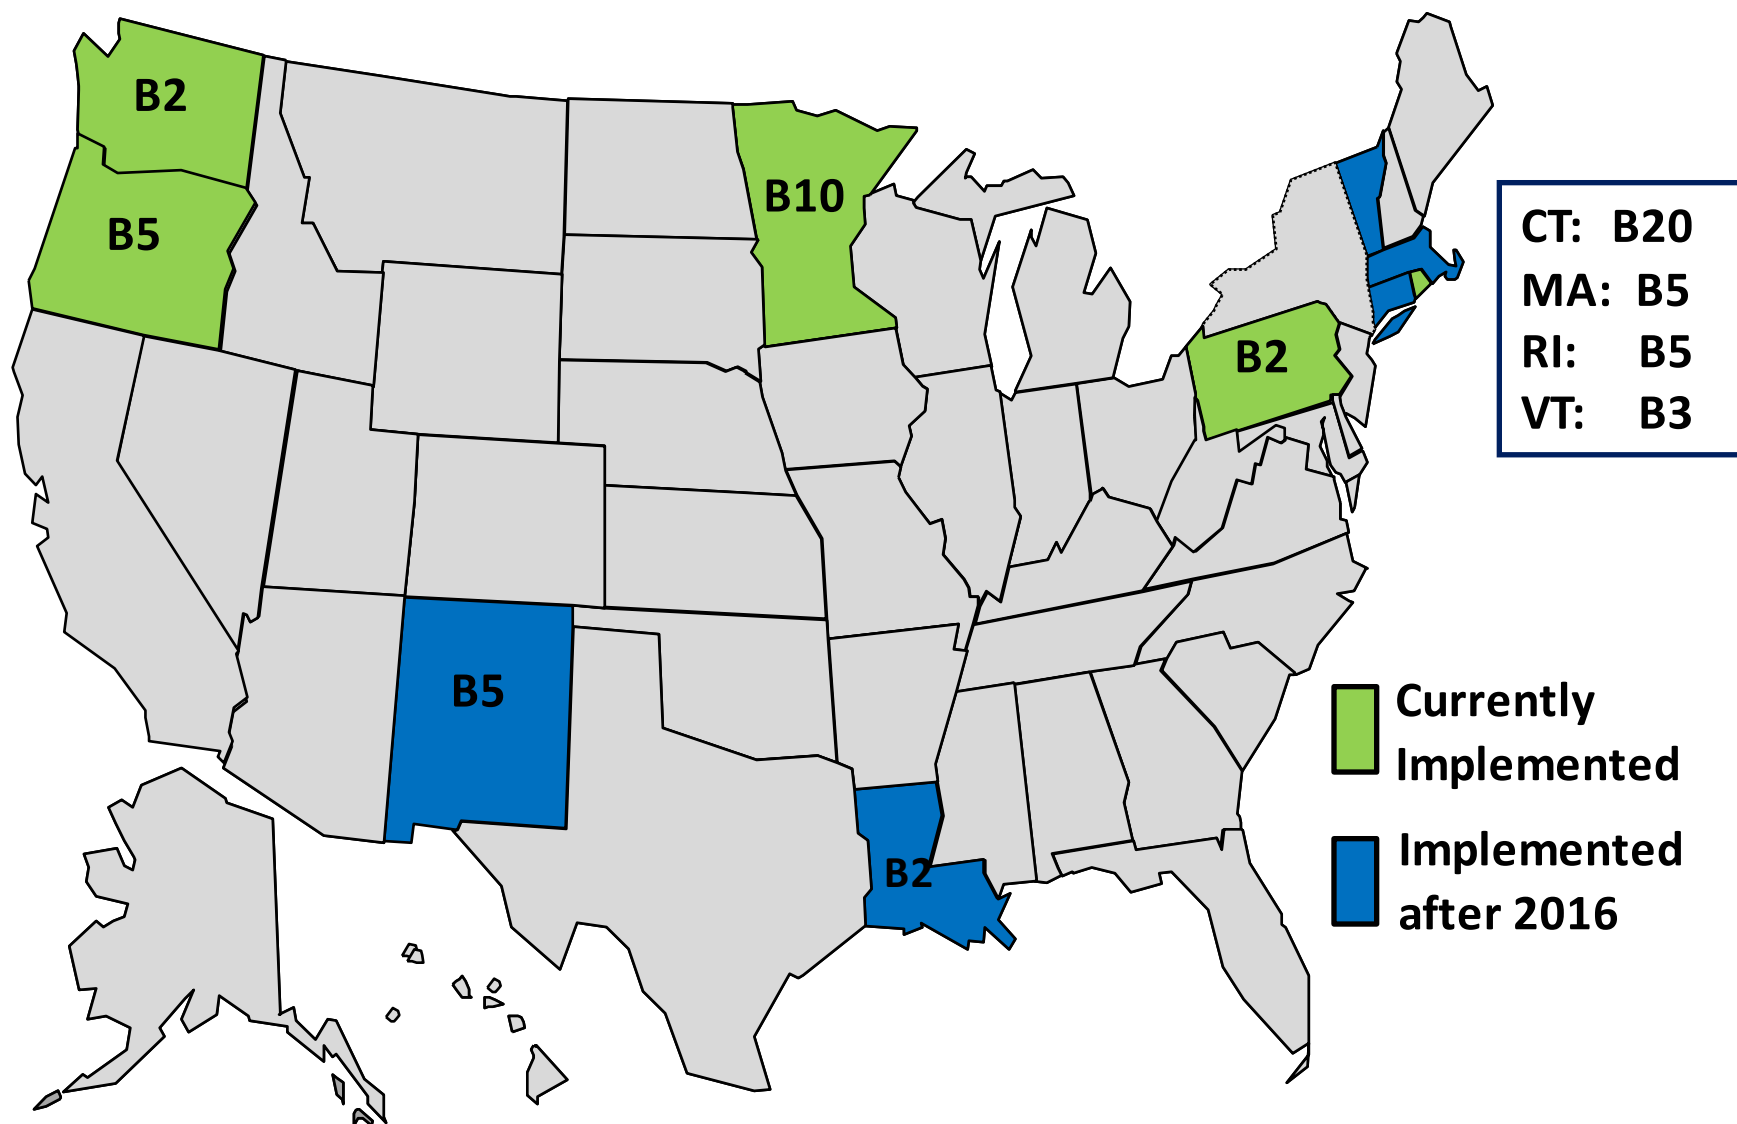 B2
B5
B10
B2
CT: B20
MA: B5
RI: B5
VT: B3
B5
B2
Currently
Implemented
Implemented
after 2016